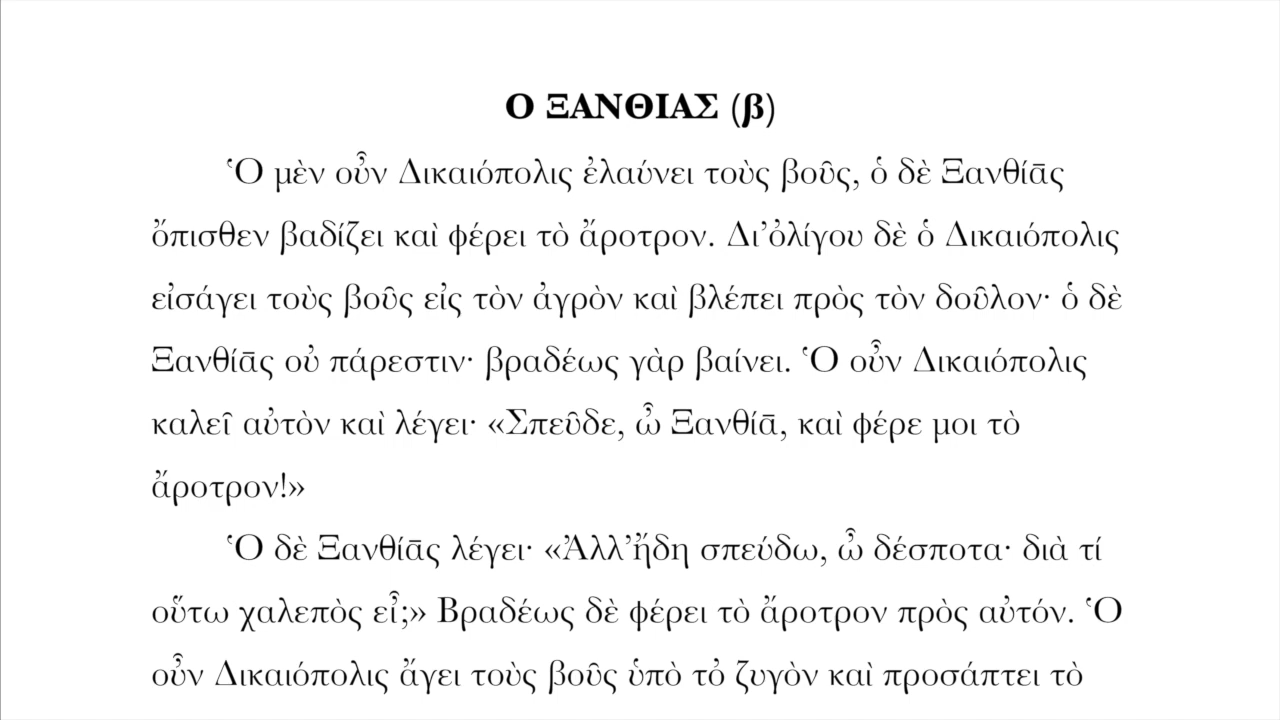 Ο ΞΑΝΘΙΑΣ (β)
Ὁ μὲν οὖν Δικαιόπολις ἐλαύνει τοὺς βοῦς, ὁ δὲ Ξανθίᾱς
ὄπισθεν βαδίζει καὶ φέρει τὸ ἄροτρον. Δι’ὀλίγου δὲ ὁ Δικαιόπολις
εἰσάγει τοὺς βοῦς εἰς τὸν ἀγρὸν καὶ βλέπει πρὸς τὸν δοῦλον· ὁ δὲ
Ξανθίᾱς οὐ πάρεστιν· βραδέως γὰρ βαίνει. Ὁ οὖν Δικαιόπολις
καλεῖ αὐτὸν καὶ λέγει· «Σπεῦδε, ὦ Ξανθίᾱ, καὶ φέρε μοι τὸ
ἄροτρον!»
Ὁ δὲ Ξανθίᾱς λέγει· «Ἀλλ’ἤδη σπεύδω, ὦ δέσποτα· διὰ τί
οὕτω χαλεπὸς εἶ;» Βραδέως δὲ φέρει τὸ ἄροτρον πρὸς αὐτόν. Ὁ
οὖν Δικαιόπολις ἄγει τοὺς βοῦς ὑπὸ τὀ ζυγὸν καὶ προσάπτει τὸ